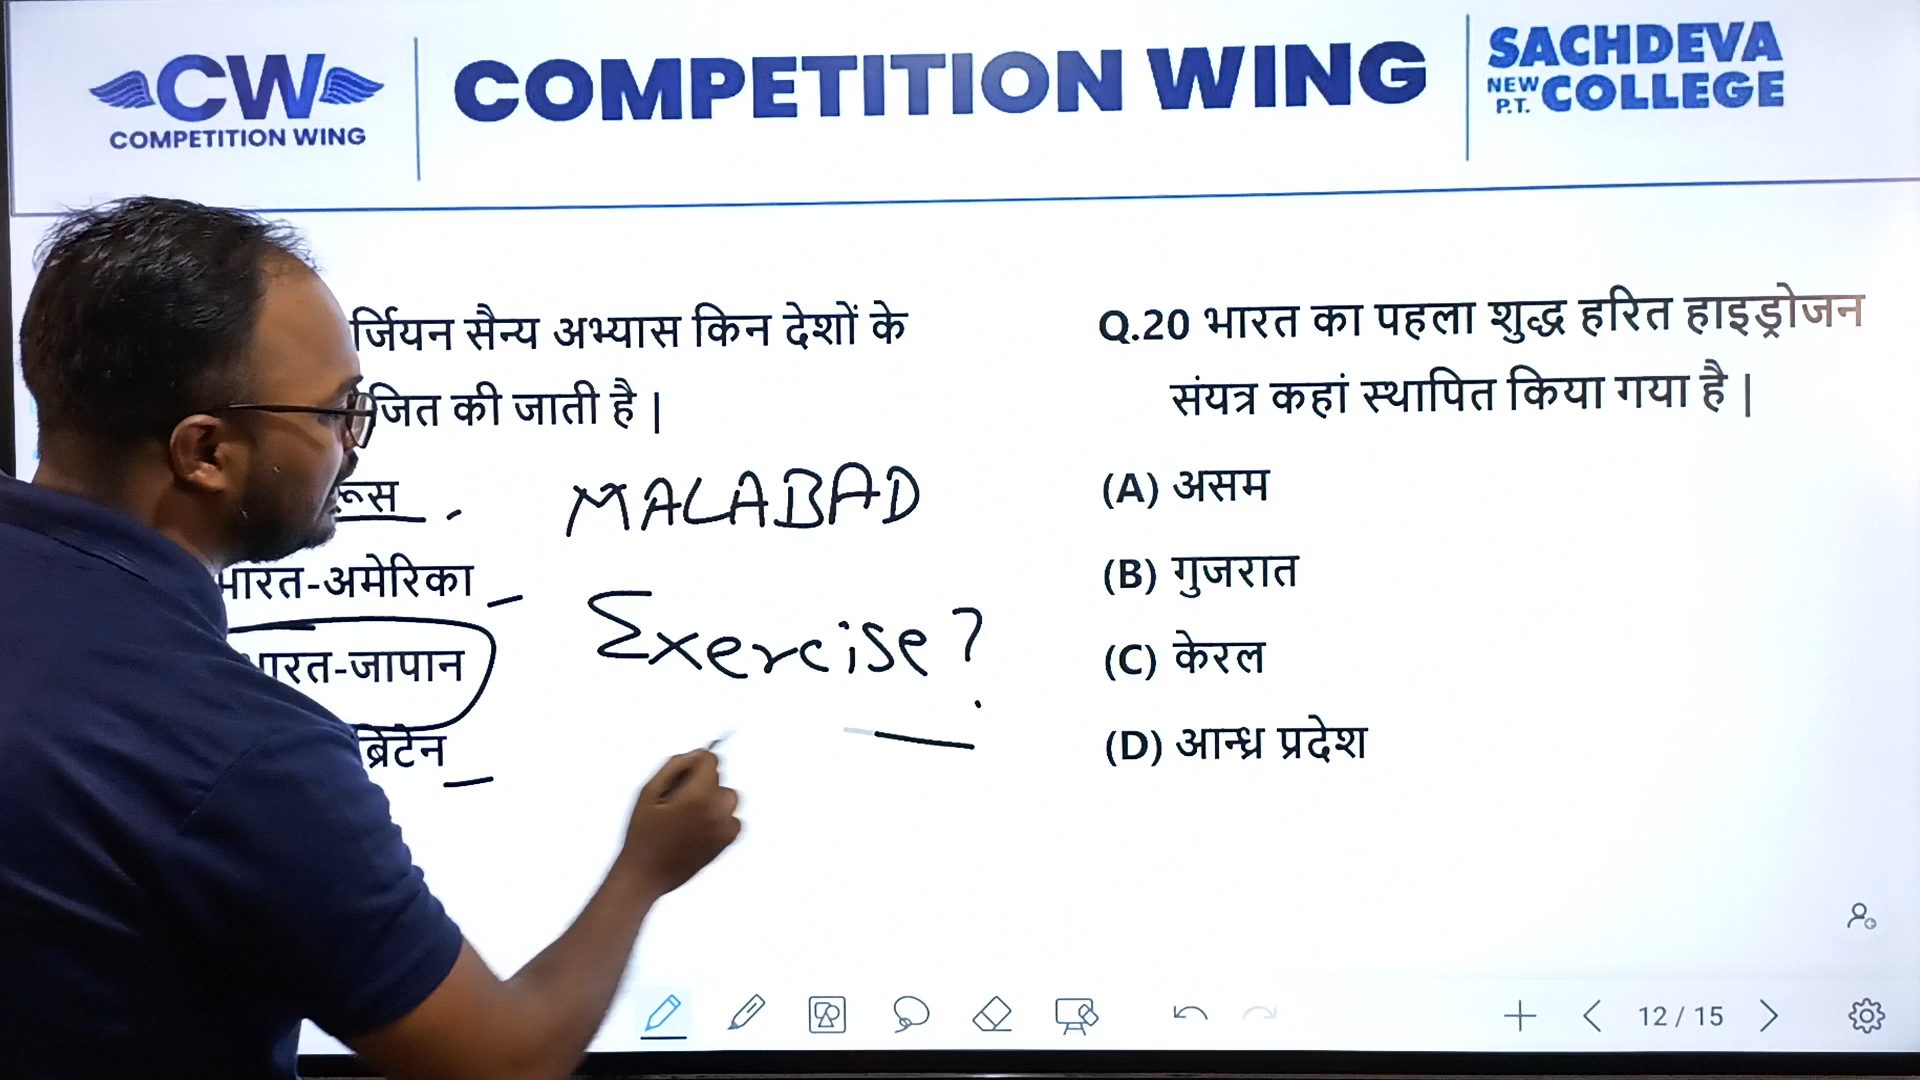 CW
COMPETITION WING
COMPETITION WING
SACHDEVA
NEW P.T. COLLEGE
सैन्य अभ्यास किन देशों के
की जाती है |
रूस
भारत-अमेरिका
भारत-जापान
ब्रिटेन
MALABAD
Exercise?
Q.20 भारत का पहला शुद्ध हरित हाइड्रोजन
संयत्र कहां स्थापित किया गया है |
(A) असम
(B) गुजरात
(C) केरल
(D) आन्ध्र प्रदेश
12 / 15